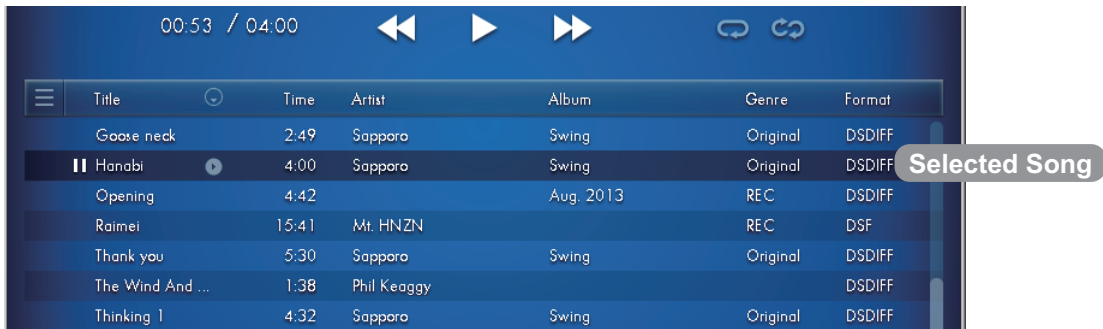 00:53 / 04:00
Title Time Artist Album Genre Format
Goose neck 2:49 Sapporo Swing Original DSDIFF
Hanabi 4:00 Sapporo Swing Original DSDIFF Selected Song
Opening 4:42 Aug. 2013 REC DSDIFF
Raimei 15:41 Mt. HNZN REC DSF
Thank you 5:30 Sapporo Swing Original DSDIFF
The Wind And ... 1:38 Phil Keaggy DSDIFF
Thinking 1 4:32 Sapporo Swing Original DSDIFF